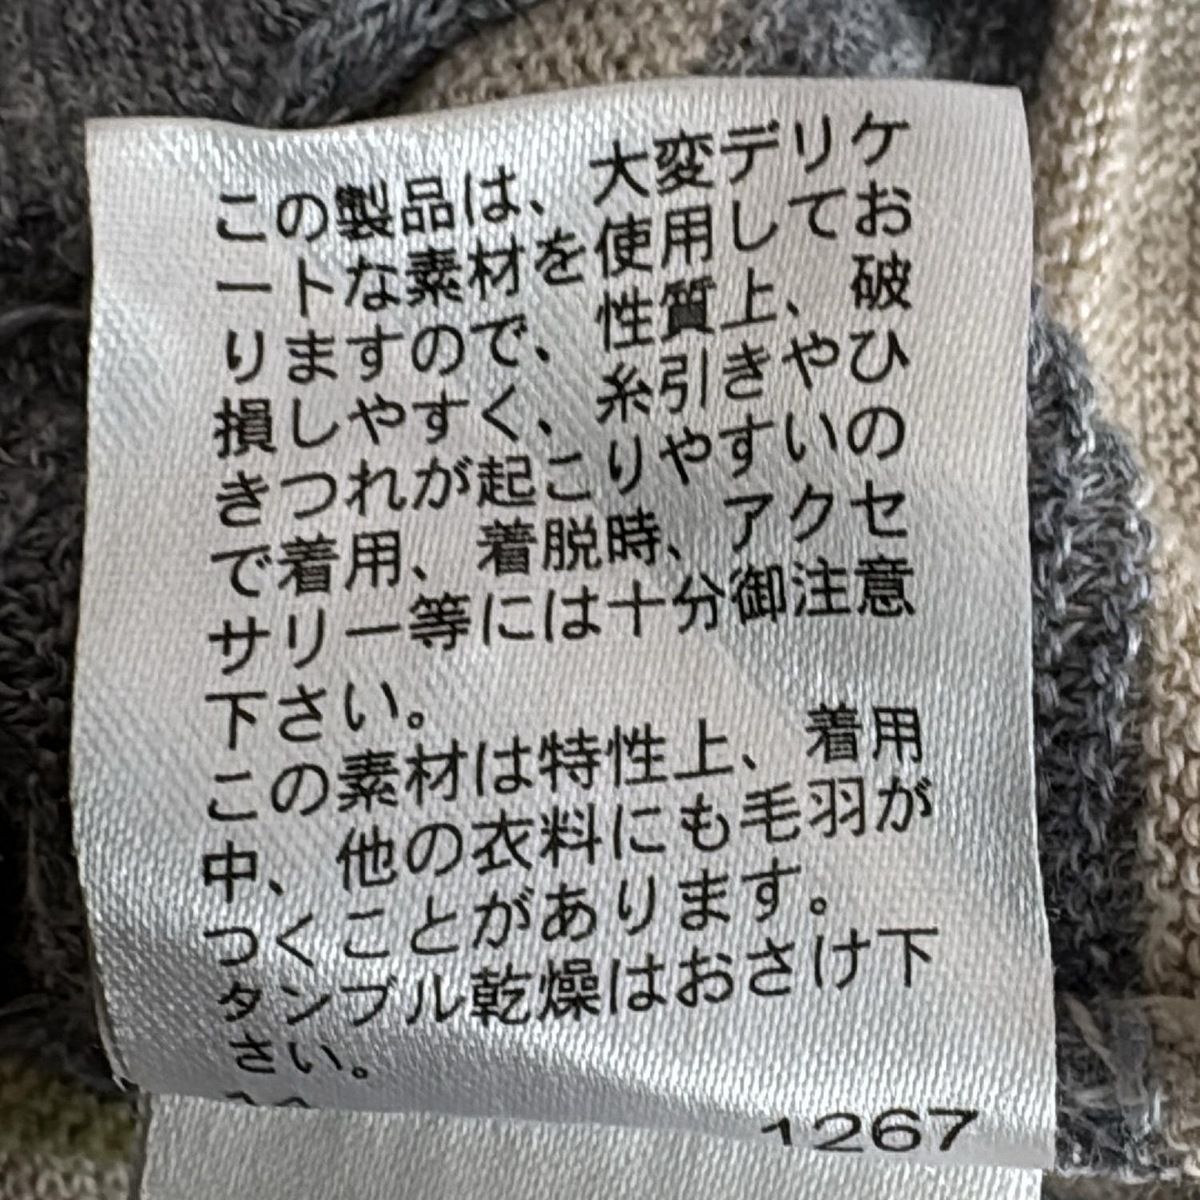 この製品は、大変デリケ
ートな素材を使用してお
りますので、性質上、破
損しやすく、糸引きやひ
きつれが起こりやすいの
で着用、着脱時、アクセ
サリー等には十分御注意
下さい。
この素材は特性上、着用
中、他の衣料にも毛羽が
つくことがあります。
タンブル乾燥はおさけ下
さい。
1267